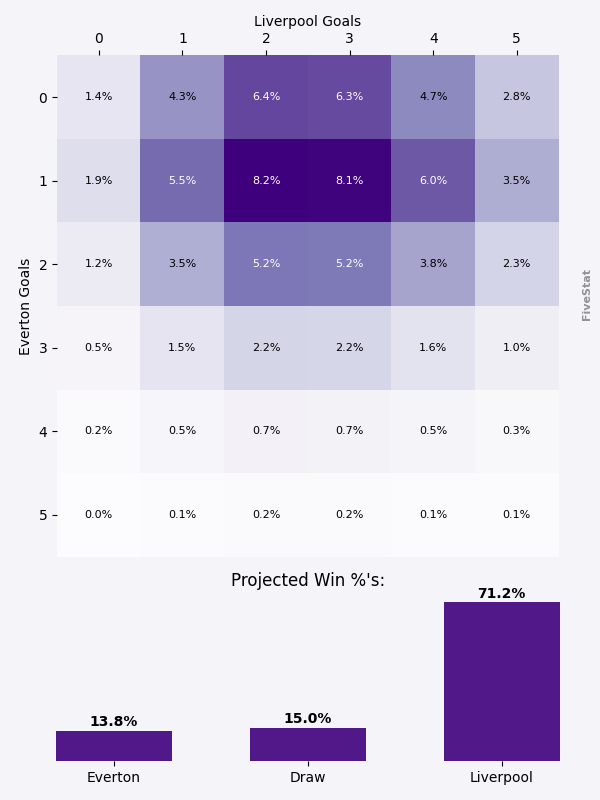 Liverpool Goals
0 1 2 3 4 5
0 1.4% 4.3% 6.4% 6.3% 4.7% 2.8%
1 1.9% 5.5% 8.2% 8.1% 6.0% 3.5%
2 1.2% 3.5% 5.2% 5.2% 3.8% 2.3%
3 0.5% 1.5% 2.2% 2.2% 1.6% 1.0%
4 0.2% 0.5% 0.7% 0.7% 0.5% 0.3%
5 0.0% 0.1% 0.2% 0.2% 0.1% 0.1%
Everton Goals
FiveStat
Projected Win %'s:
13.8% 15.0% 71.2%
Everton Draw Liverpool